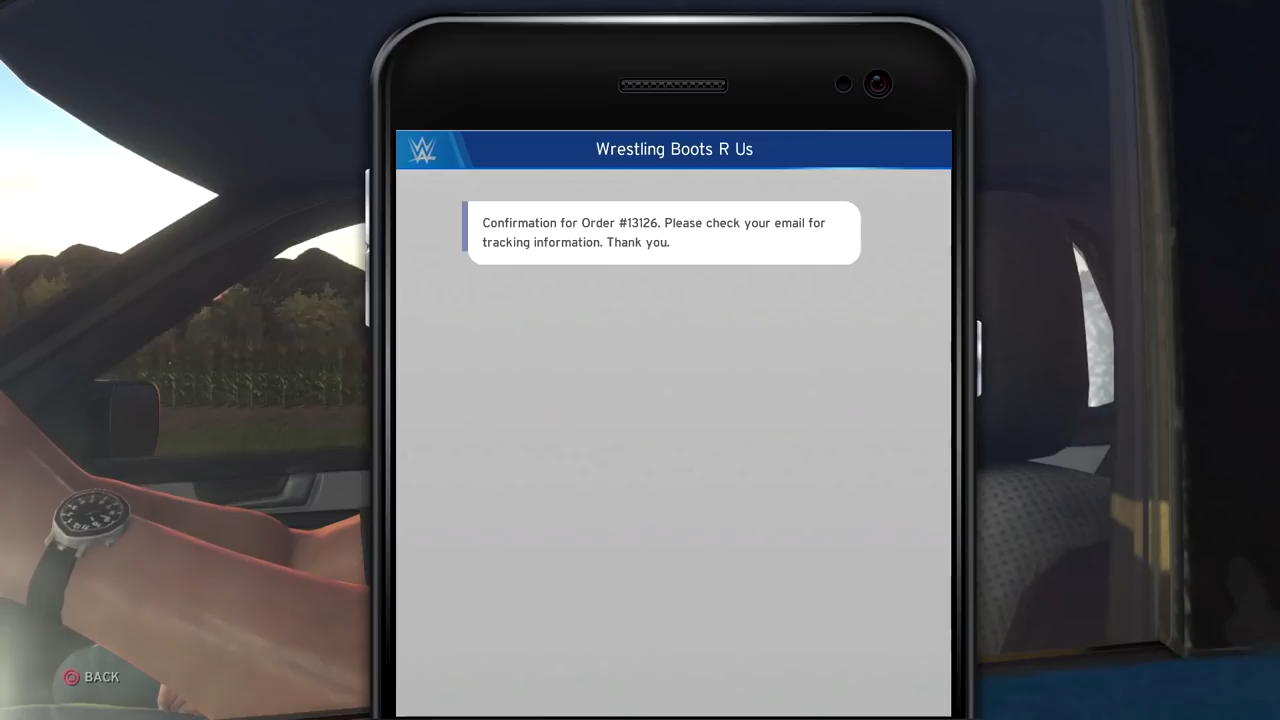 Wrestling Boots R Us
Confirmation for Order #13126. Please check your email for
tracking information. Thank you.
BACK